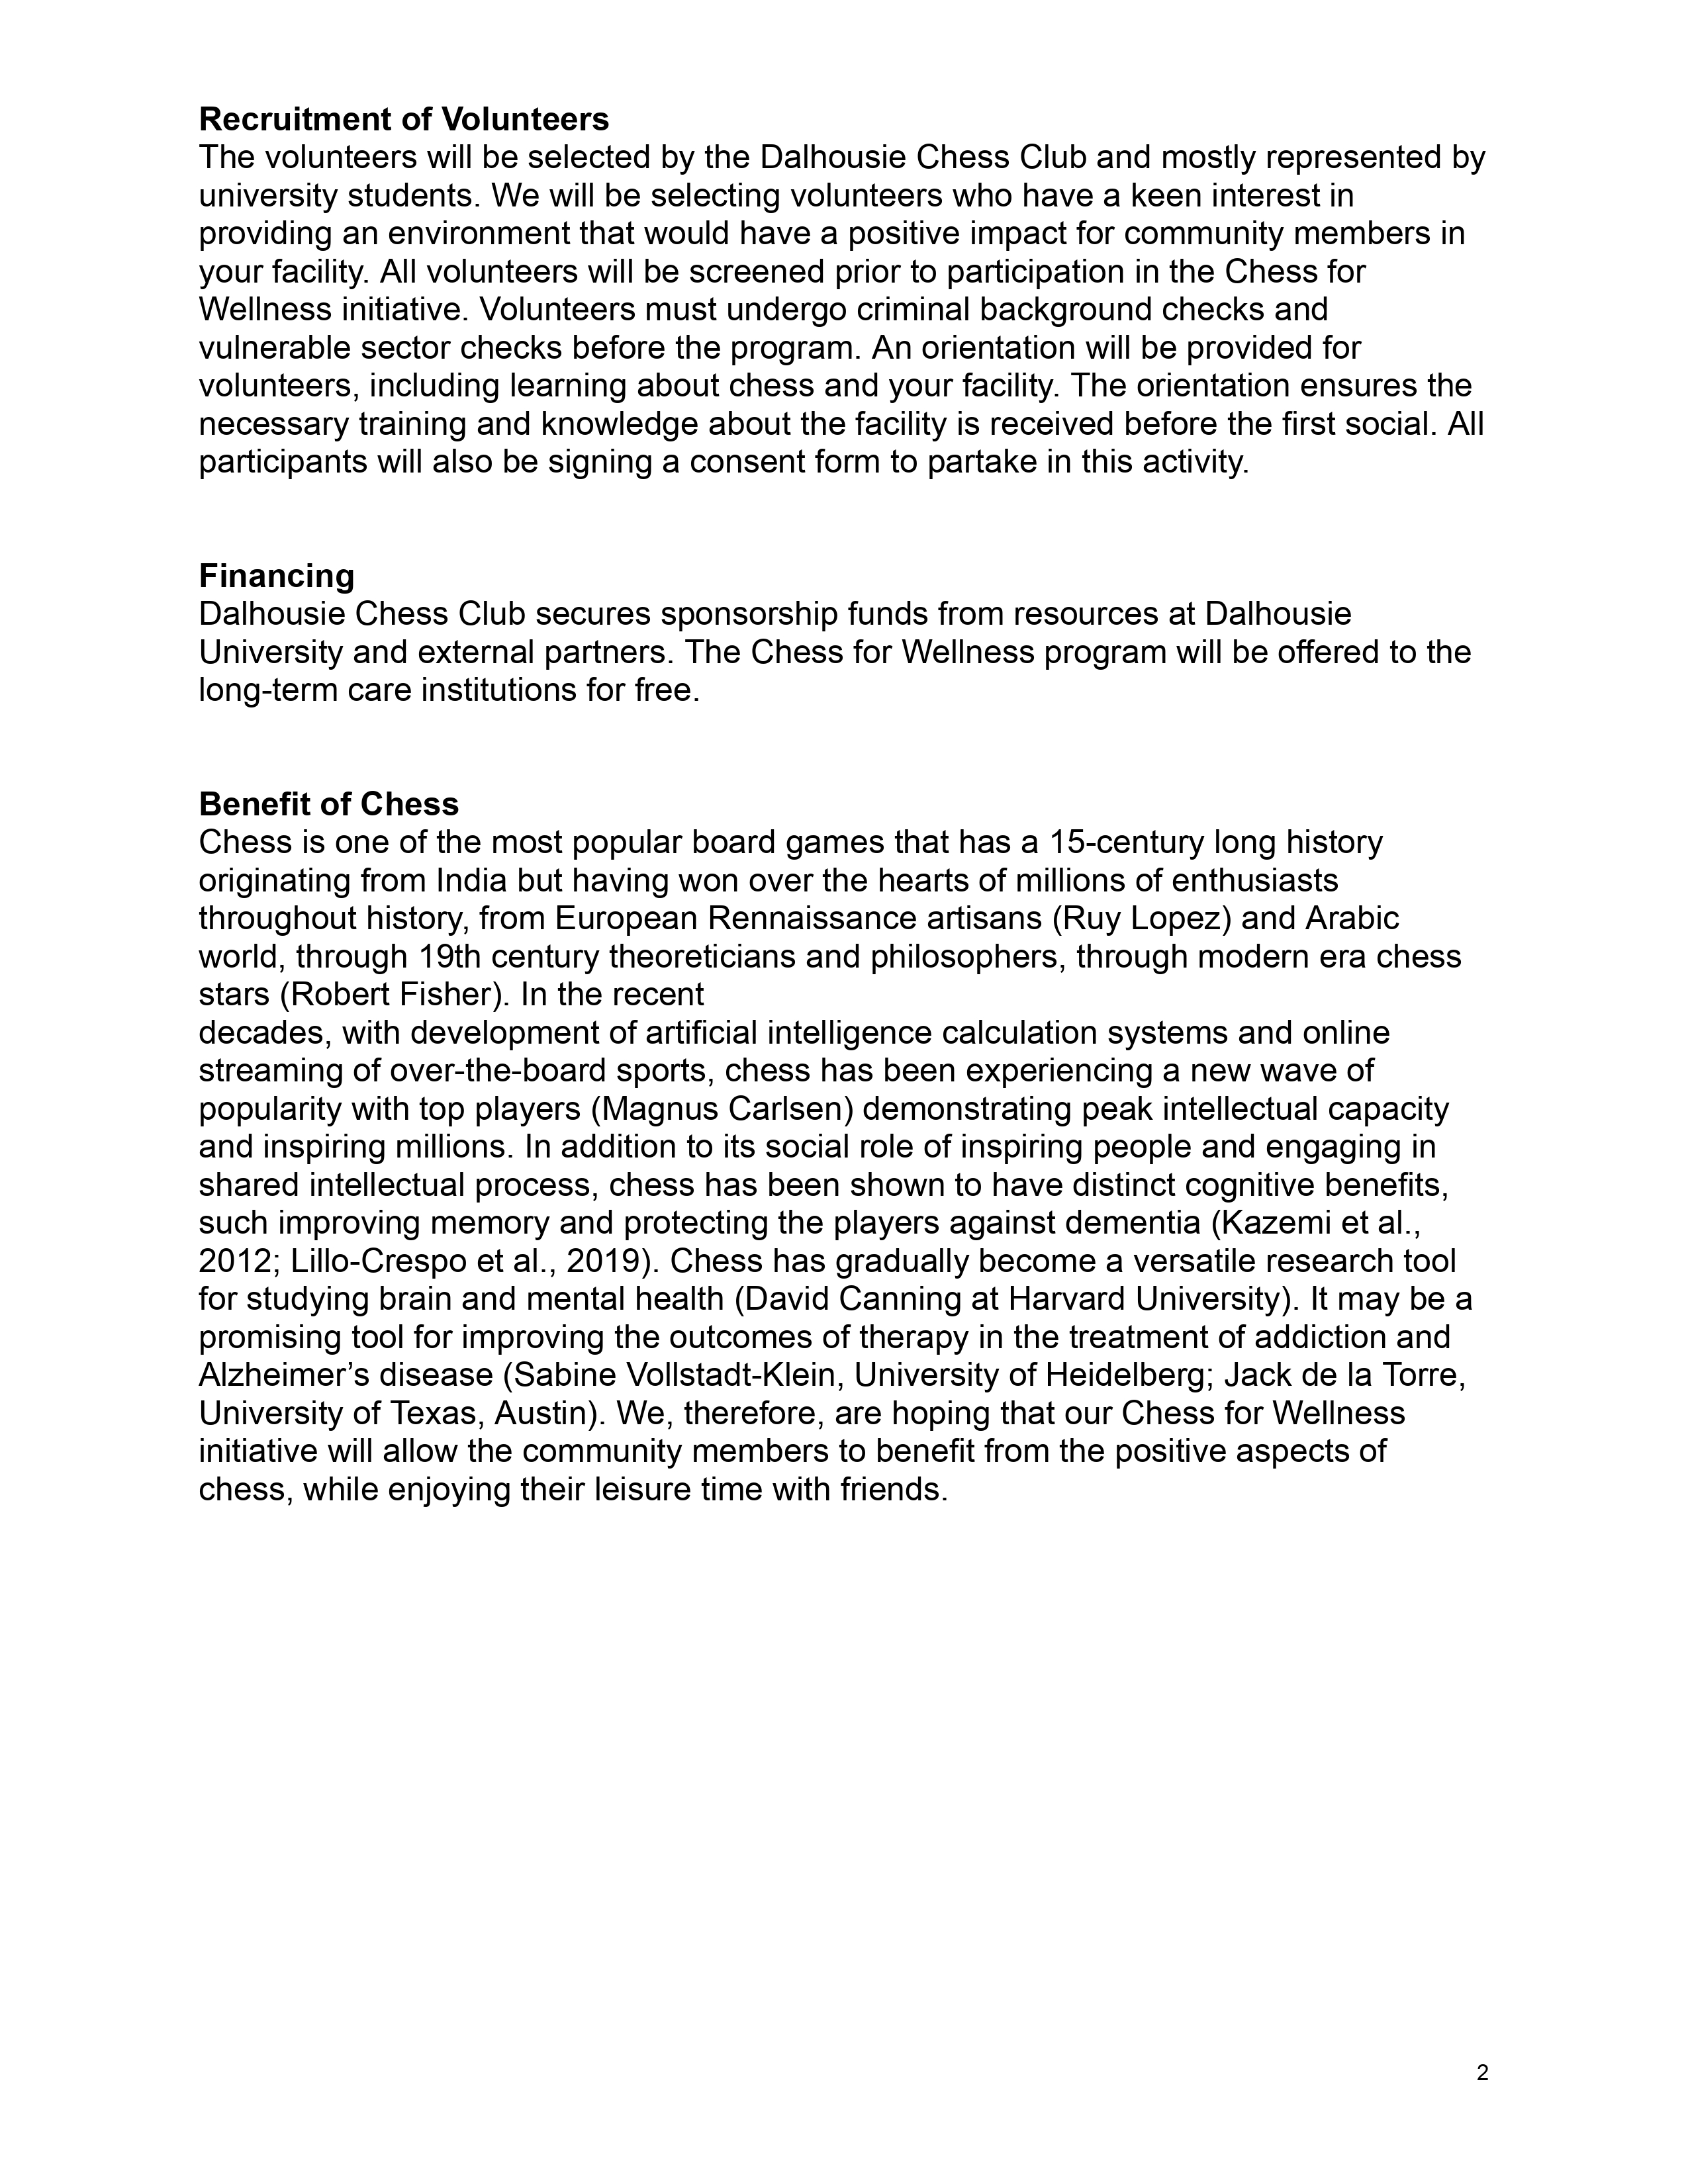 Recruitment of Volunteers
The volunteers will be selected by the Dalhousie Chess Club and mostly represented by
university students. We will be selecting volunteers who have a keen interest in
providing an environment that would have a positive impact for community members in
your facility. All volunteers will be screened prior to participation in the Chess for
Wellness initiative. Volunteers must undergo criminal background checks and
vulnerable sector checks before the program. An orientation will be provided for
volunteers, including learning about chess and your facility. The orientation ensures the
necessary training and knowledge about the facility is received before the first social. All
participants will also be signing a consent form to partake in this activity.
Financing
Dalhousie Chess Club secures sponsorship funds from resources at Dalhousie
University and external partners. The Chess for Wellness program will be offered to the
long-term care institutions for free.
Benefit of Chess
Chess is one of the most popular board games that has a 15-century long history
originating from India but having won over the hearts of millions of enthusiasts
throughout history, from European Rennaissance artisans (Ruy Lopez) and Arabic
world, through 19th century theoreticians and philosophers, through modern era chess
stars (Robert Fisher). In the recent
decades, with development of artificial intelligence calculation systems and online
streaming of over-the-board sports, chess has been experiencing a new wave of
popularity with top players (Magnus Carlsen) demonstrating peak intellectual capacity
and inspiring millions. In addition to its social role of inspiring people and engaging in
shared intellectual process, chess has been shown to have distinct cognitive benefits,
such improving memory and protecting the players against dementia (Kazemi et al.,
2012; Lillo-Crespo et al., 2019). Chess has gradually become a versatile research tool
for studying brain and mental health (David Canning at Harvard University). It may be a
promising tool for improving the outcomes of therapy in the treatment of addiction and
Alzheimer’s disease (Sabine Vollstadt-Klein, University of Heidelberg; Jack de la Torre,
University of Texas, Austin). We, therefore, are hoping that our Chess for Wellness
initiative will allow the community members to benefit from the positive aspects of
chess, while enjoying their leisure time with friends.
2